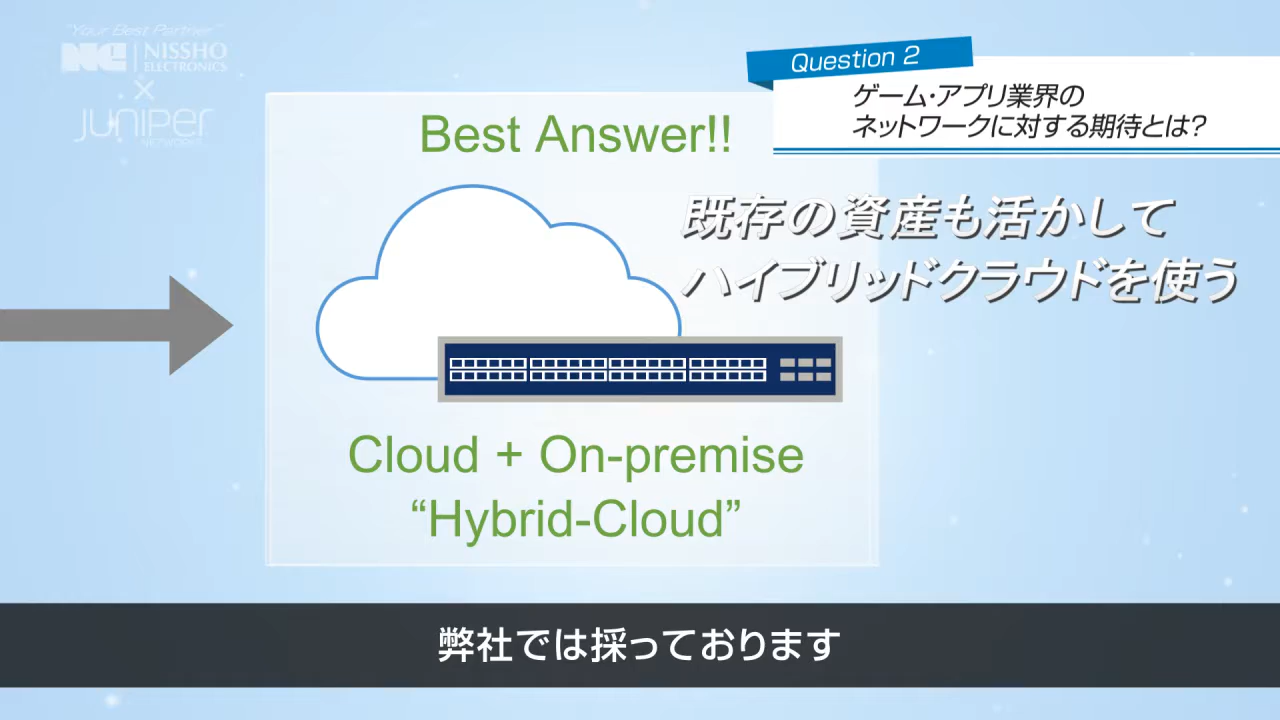 "Your Best Partner"
NISSHO
ELECTRONICS
×
JUNIPER
NETWORKS
Question 2
ゲーム・アプリ業界の
ネットワークに対する期待とは?
Best Answer!!
既存の資産も活かして
ハイブリッドクラウドを使う
Cloud + On-premise
“Hybrid-Cloud”
弊社では採っております